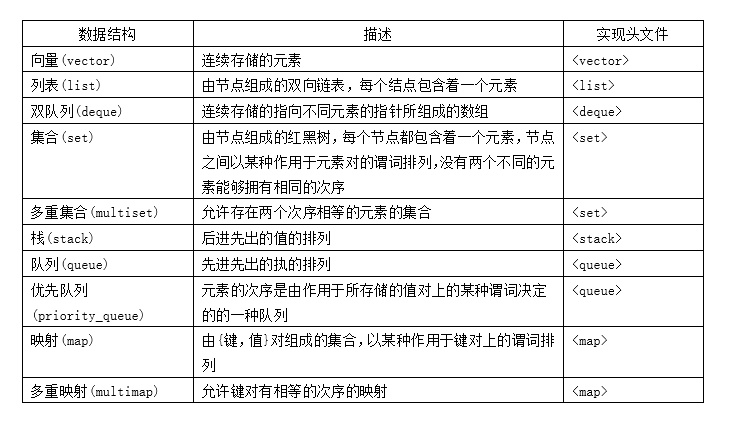 数据结构 描述 实现头文件
向量(vector) 连续存储的元素 <vector>
列表(list) 由节点组成的双向链表，每个结点包含着一个元素 <list>
双队列(deque) 连续存储的指向不同元素的指针所组成的数组 <deque>
集合(set) 由节点组成的红黑树，每个节点都包含着一个元素，节点 <set>
之间以某种作用于元素对的谓词排列，没有两个不同的元
素能够拥有相同的次序
多重集合(multiset) 允许存在两个次序相等的元素的集合 <set>
栈(stack) 后进先出的值的排列 <stack>
队列(queue) 先进先出的执的排列 <queue>
优先队列 元素的次序是由作用于所存储的值对上的某种谓词决定 <queue>
(priority_queue) 的的一种队列
映射(map) 由{键，值}对组成的集合，以某种作用于键对上的谓词排 <map>
列
多重映射(multimap) 允许键对有相等的次序的映射 <map>